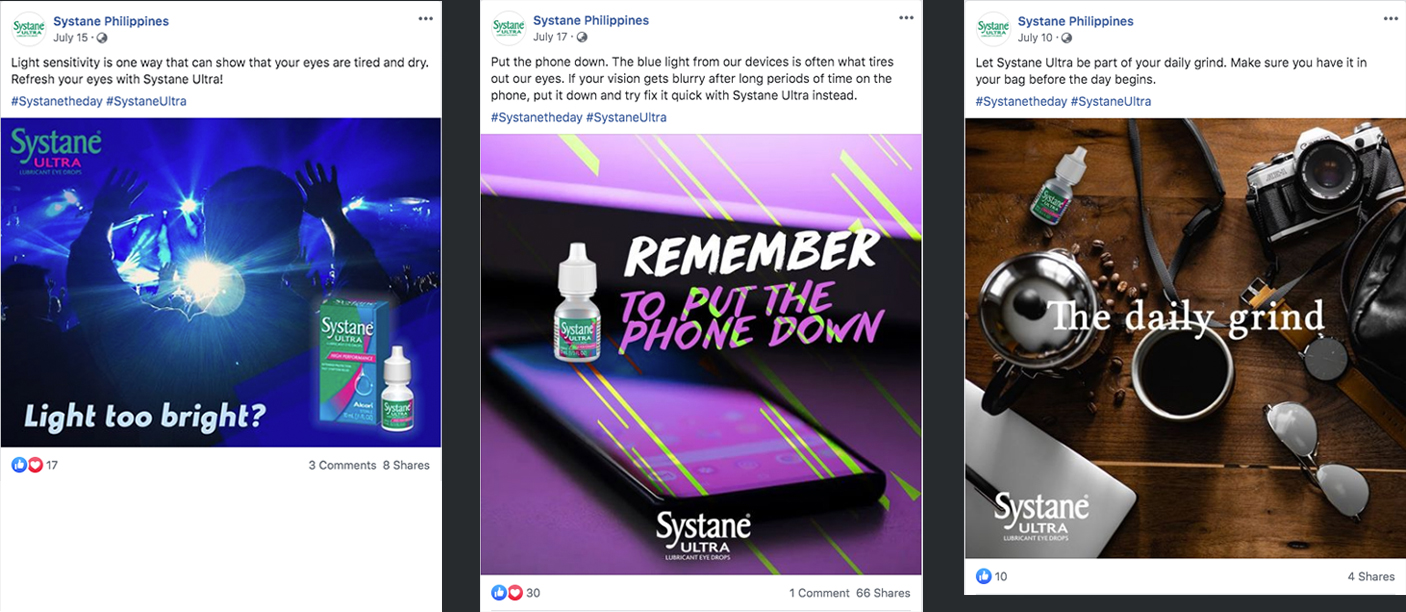 Systane Philippines
July 15 ·
Light sensitivity is one way that can show that your eyes are tired and dry.
Refresh your eyes with Systane Ultra!
#Systanetheday #SystaneUltra
Systane
ULTRA
LUBRICANT EYE DROPS
Systane
ULTRA
HIGH PERFORMANCE
Alcon
Systane
ULTRA
Light too bright?
17
3 Comments 8 Shares
Systane Philippines
July 17 ·
Put the phone down. The blue light from our devices is often what tires
out our eyes. If your vision gets blurry after long periods of time on the
phone, put it down and try fix it quick with Systane Ultra instead.
#Systanetheday #SystaneUltra
REMEMBER
TO PUT THE
PHONE DOWN
Systane
ULTRA
Systane
ULTRA
LUBRICANT EYE DROPS
30
1 Comment 66 Shares
Systane Philippines
July 10 ·
Let Systane Ultra be part of your daily grind. Make sure you have it in
your bag before the day begins.
#Systanetheday #SystaneUltra
Systane
ULTRA
The daily grind
Systane
ULTRA
LUBRICANT EYE DROPS
10
4 Shares